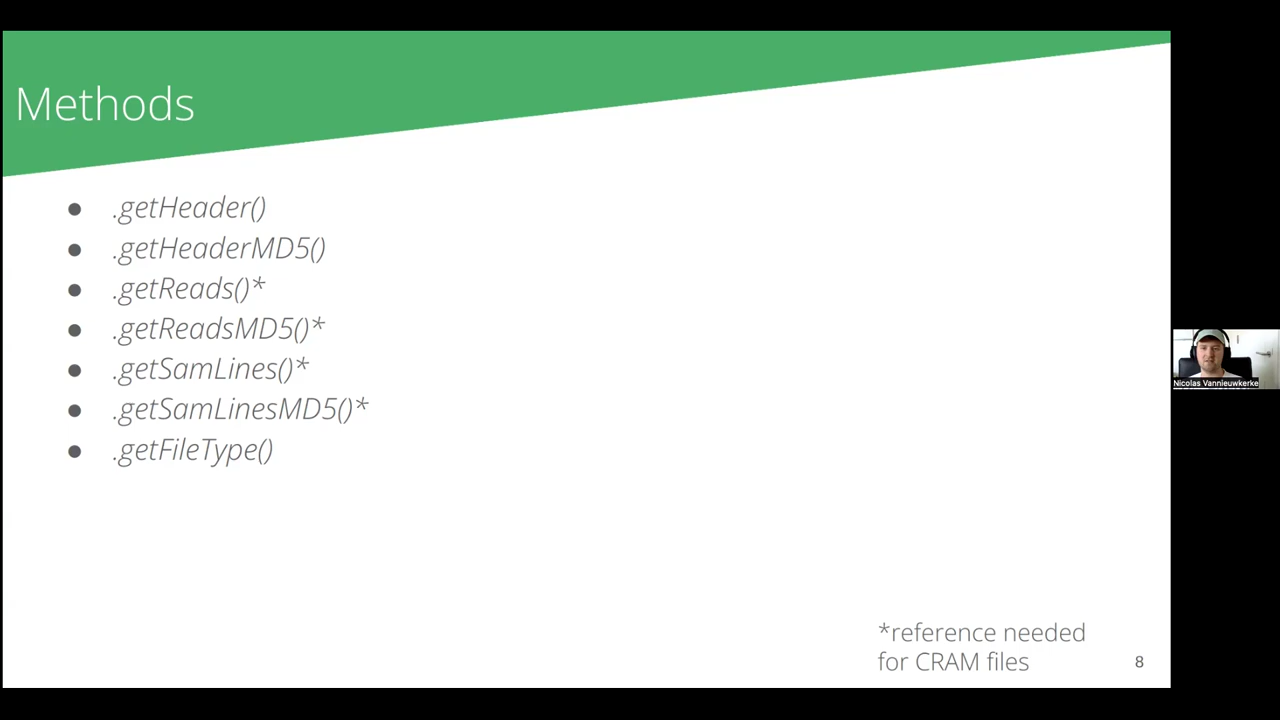 Methods
● .getHeader()
● .getHeaderMD5()
● .getReads()*
● .getReadsMD5()*
● .getSamLines()*
● .getSamLinesMD5()*
● .getFileType()
*reference needed
for CRAM files
8
Nicolas Vannieuwkerke